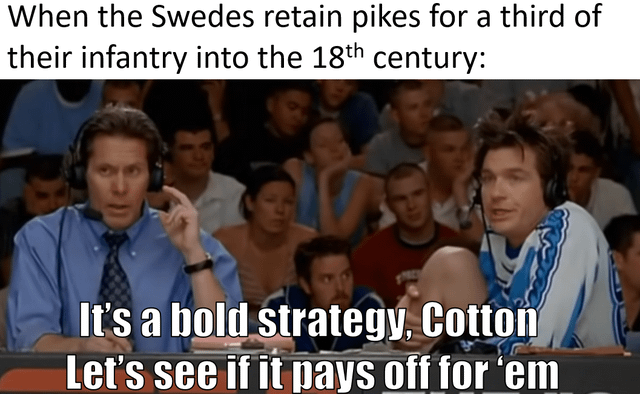 When the Swedes retain pikes for a third of
their infantry into the 18th century:
It's a bold strategy, Cotton
Let's see if it pays off for ‘em